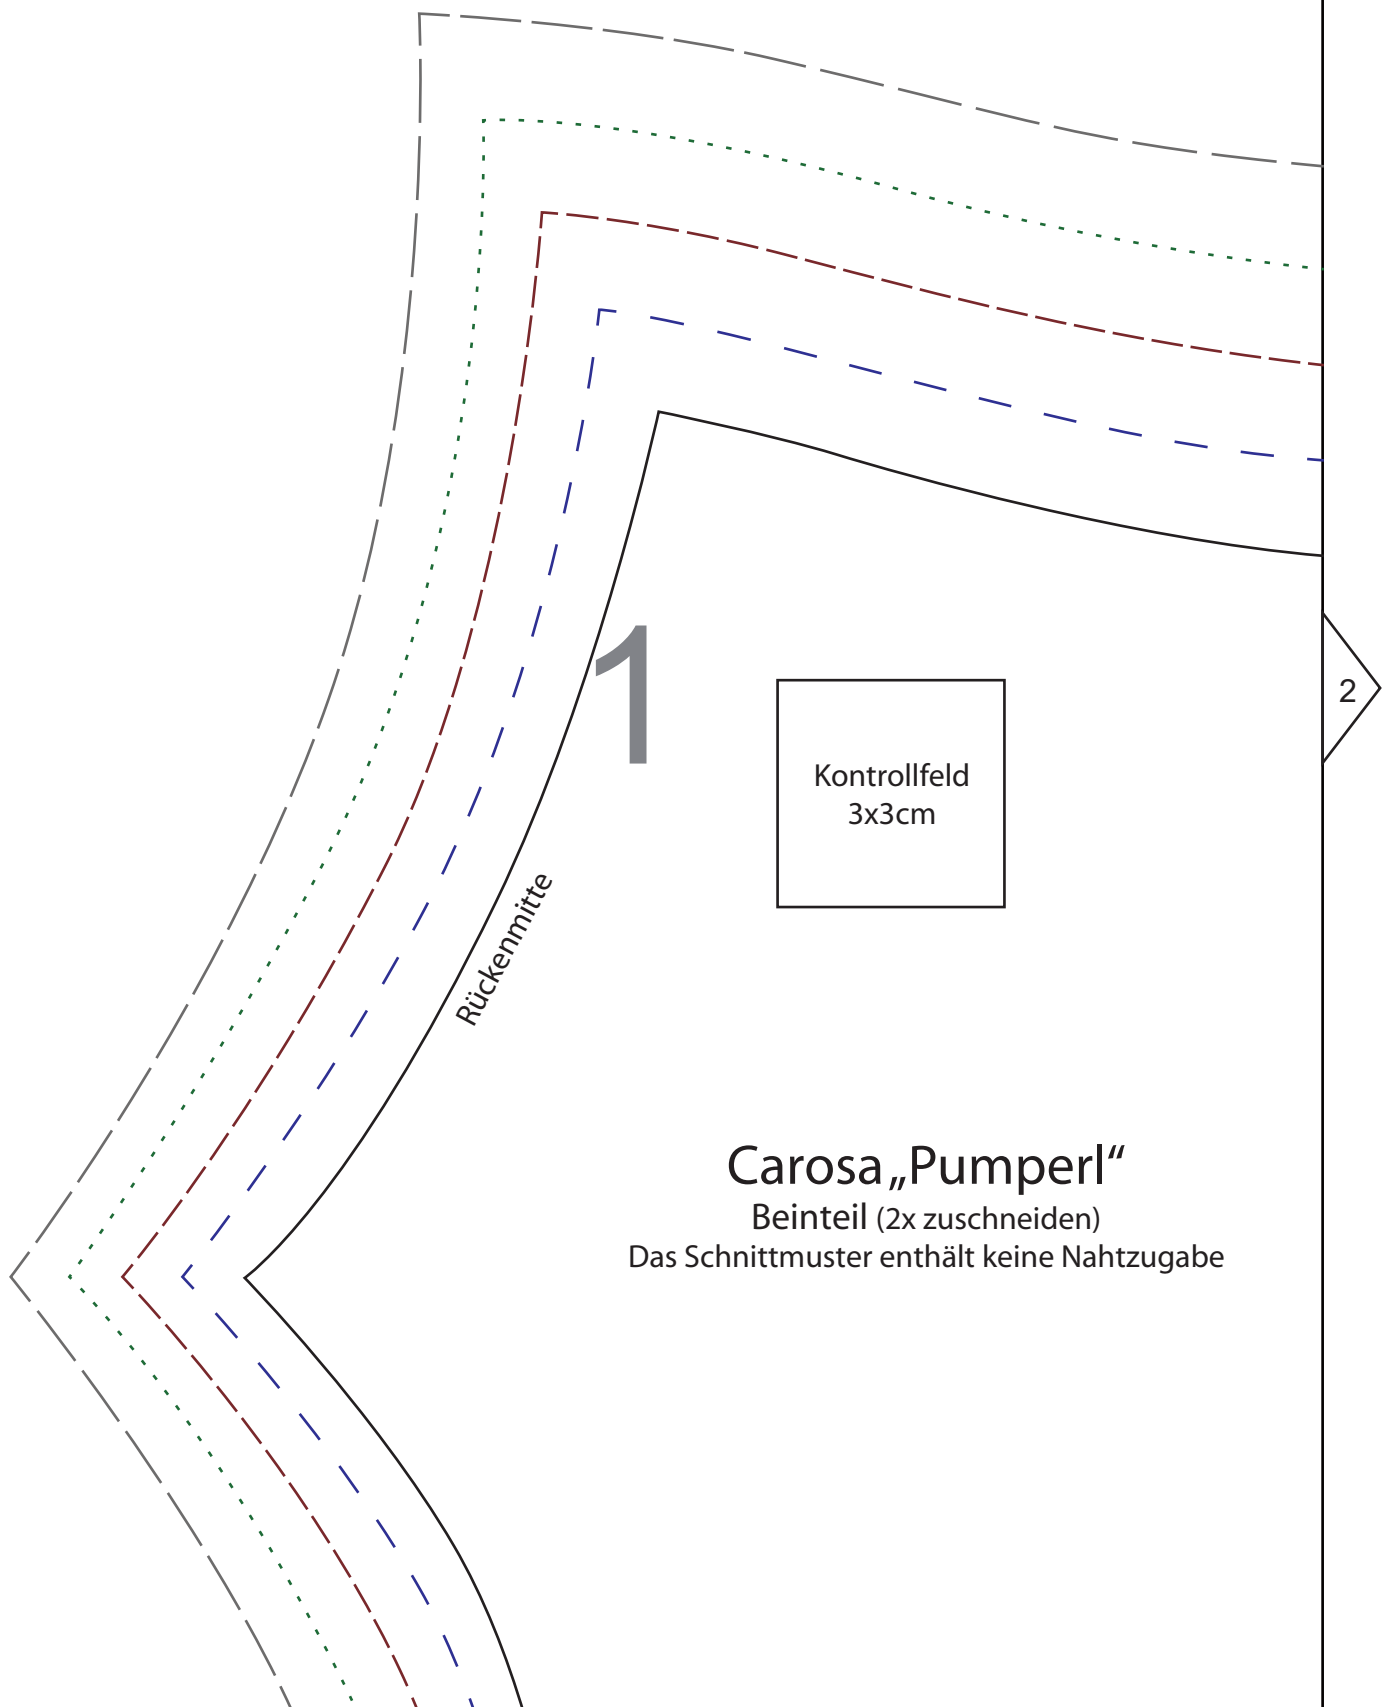 1
2
Kontrollfeld
3x3cm
Rückenmitte
Carosa „Pumperl“
Beinteil (2x zuschneiden)
Das Schnittmuster enthält keine Nahtzugabe